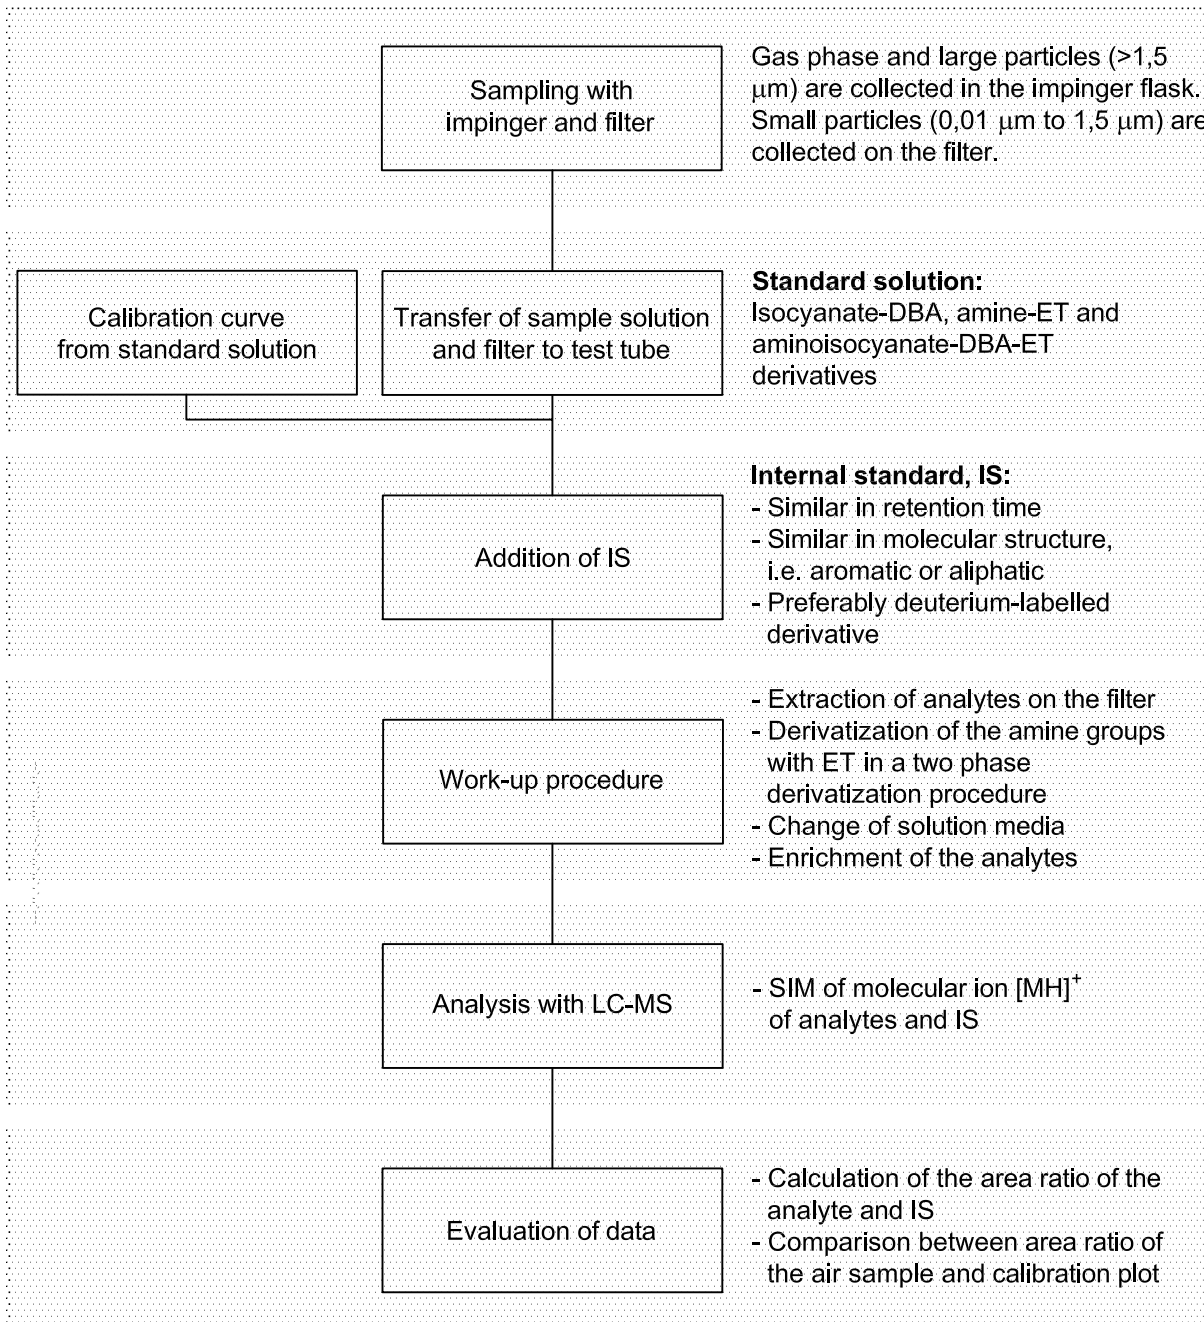 Sampling with
impinger and filter
Gas phase and large particles (>1,5
μm) are collected in the impinger flask.
Small particles (0,01 μm to 1,5 μm) are
collected on the filter.
Calibration curve
from standard solution
Transfer of sample solution
and filter to test tube
Standard solution:
Isocyanate-DBA, amine-ET and
aminoisocyanate-DBA-ET
derivatives
Addition of IS
Internal standard, IS:
- Similar in retention time
- Similar in molecular structure,
i.e. aromatic or aliphatic
- Preferably deuterium-labelled
derivative
Work-up procedure
- Extraction of analytes on the filter
- Derivatization of the amine groups
with ET in a two phase
derivatization procedure
- Change of solution media
- Enrichment of the analytes
Analysis with LC-MS
- SIM of molecular ion [MH]⁺
of analytes and IS
Evaluation of data
- Calculation of the area ratio of the
analyte and IS
- Comparison between area ratio of
the air sample and calibration plot